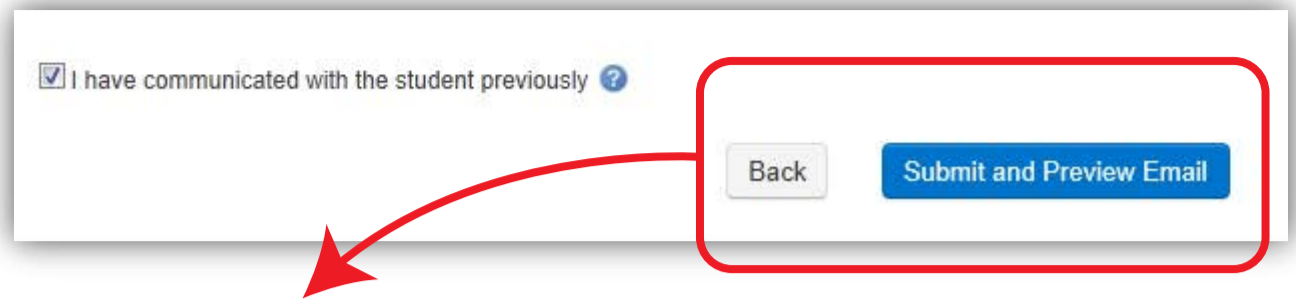 I have communicated with the student previously ?
Back
Submit and Preview Email